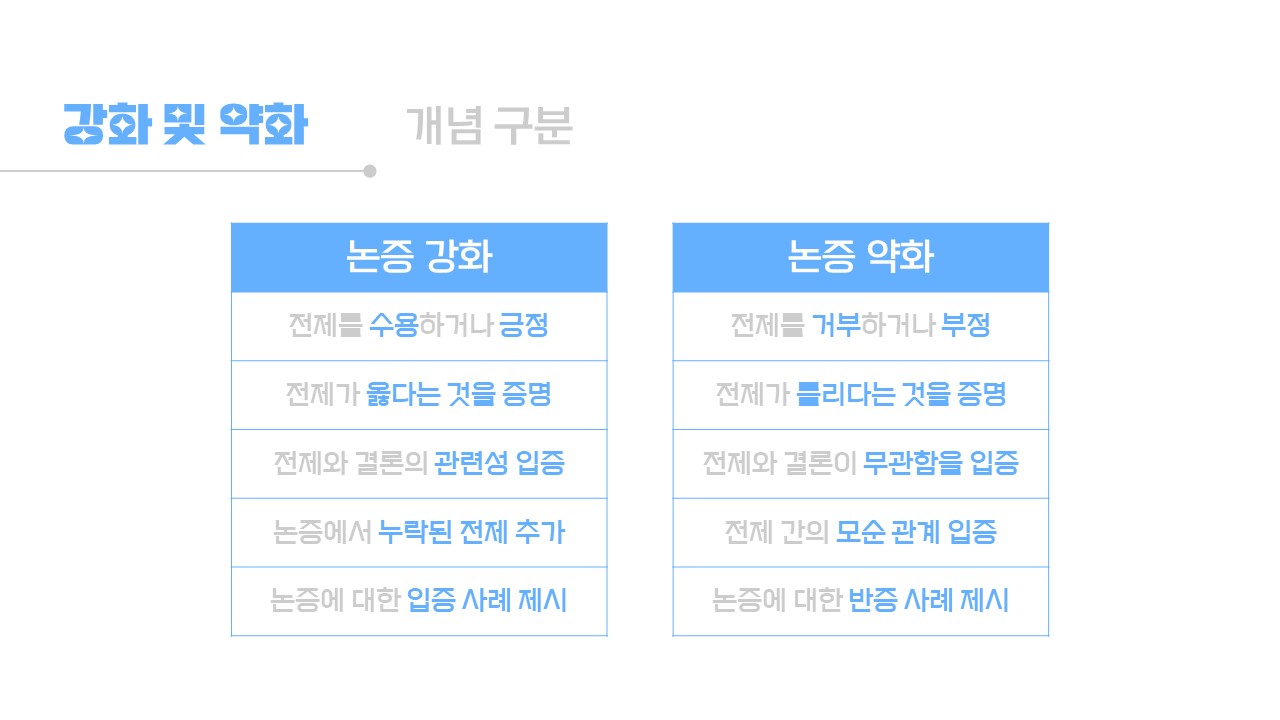 강화 및 약화
개념 구분
논증 강화
전제를 수용하거나 긍정
전제가 옳다는 것을 증명
전제와 결론의 관련성 입증
논증에서 누락된 전제 추가
논증에 대한 입증 사례 제시
논증 약화
전제를 거부하거나 부정
전제가 틀리다는 것을 증명
전제와 결론이 무관함을 입증
전제 간의 모순 관계 입증
논증에 대한 반증 사례 제시